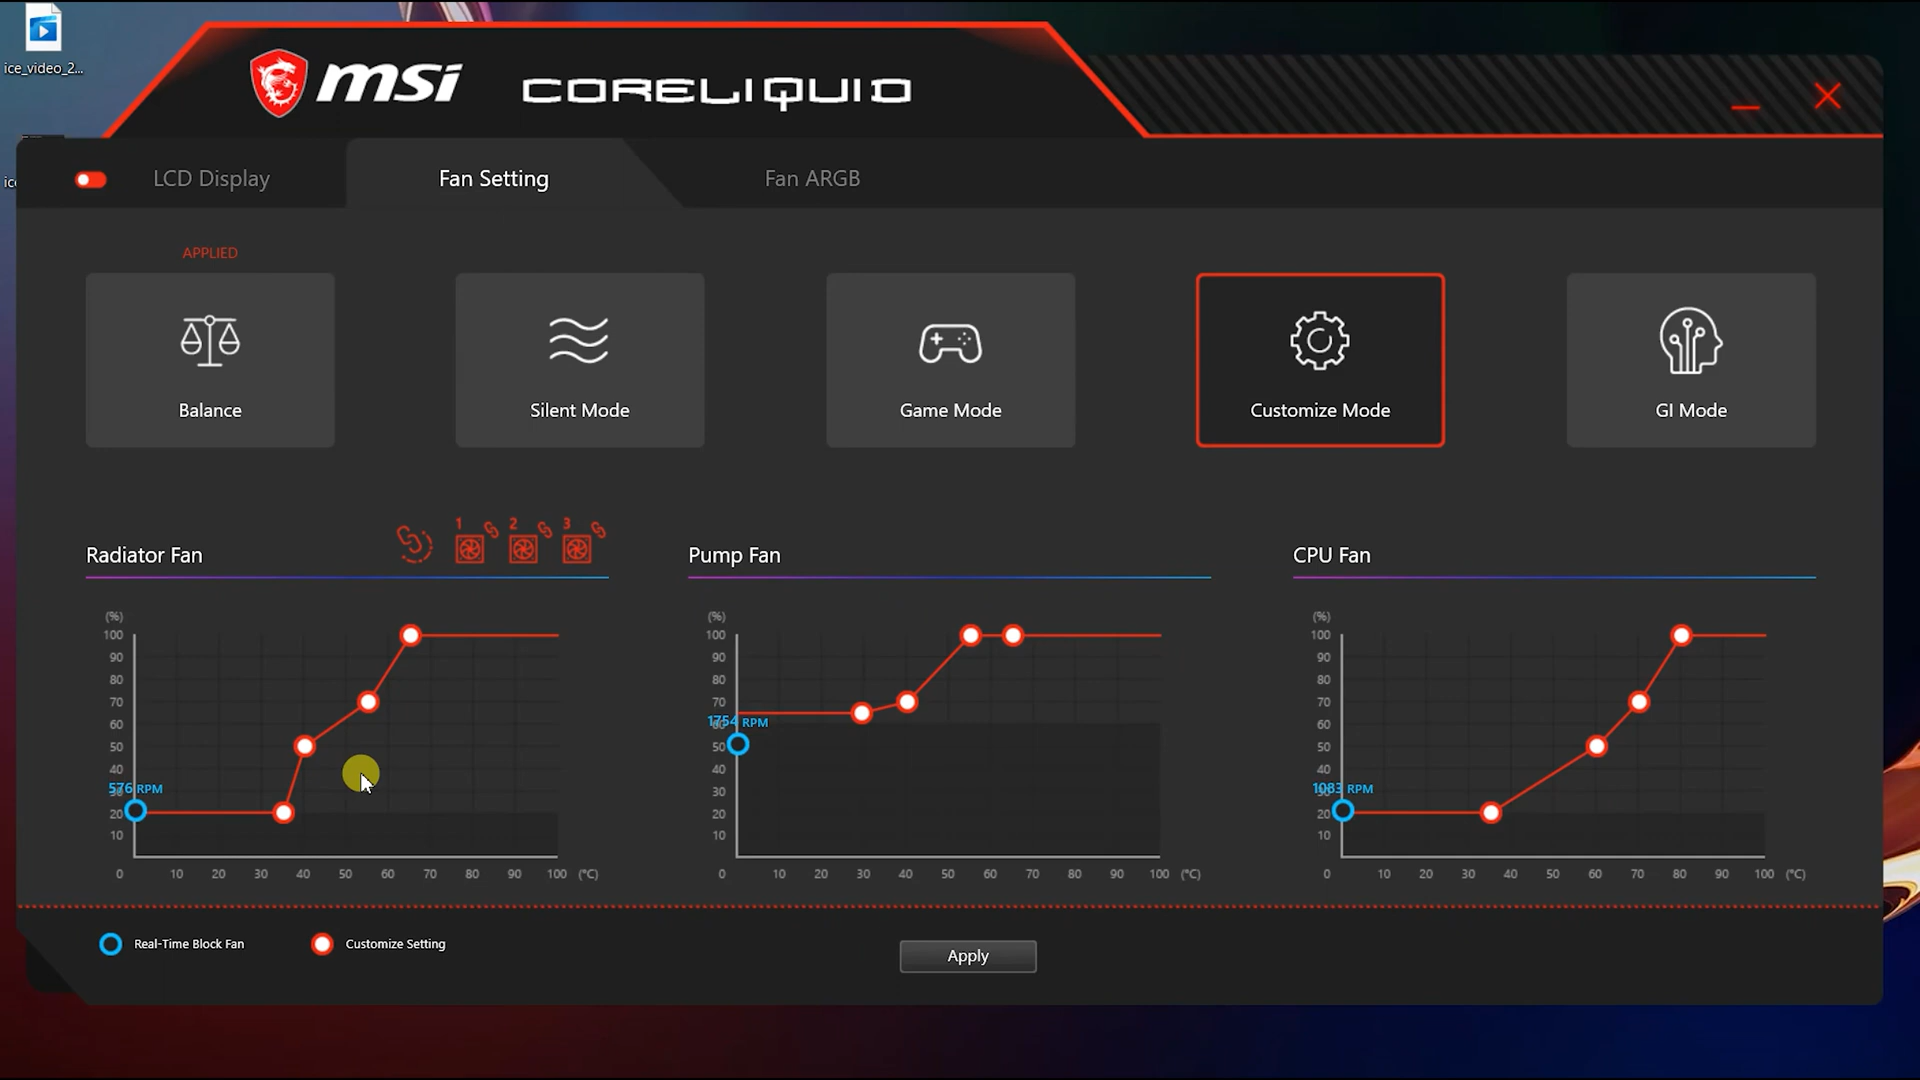 ice_video_2...
msi CORELIQUID
LCD Display
Fan Setting
Fan ARGB
APPLIED
Balance
Silent Mode
Game Mode
Customize Mode
GI Mode
Radiator Fan
1 2 3
(%)
100
90
80
70
60
50
40
576 RPM
20
10
0 10 20 30 40 50 60 70 80 90 100 (°C)
Pump Fan
(%)
100
90
80
70
1754 RPM
50
40
30
20
10
0 10 20 30 40 50 60 70 80 90 100 (°C)
CPU Fan
(%)
100
90
80
70
60
50
40
1083 RPM
20
10
0 10 20 30 40 50 60 70 80 90 100 (°C)
Real-Time Block Fan
Customize Setting
Apply